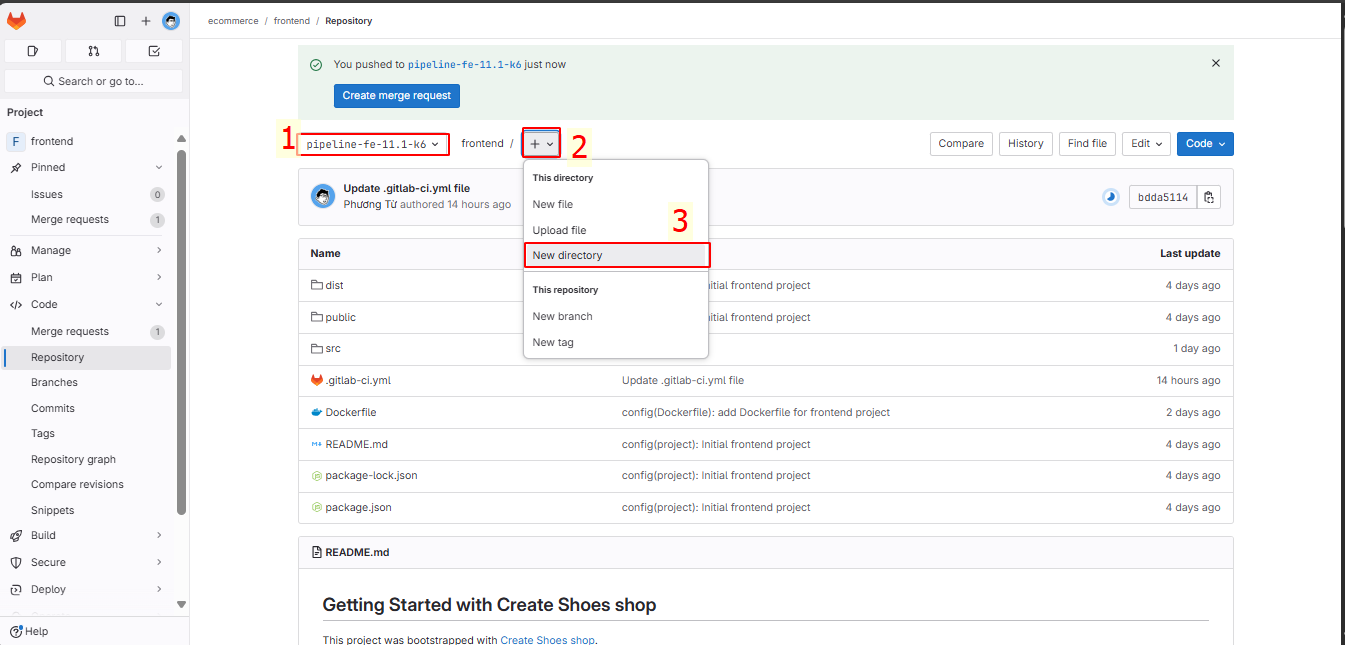 ecommerce / frontend / Repository
Search or go to...
Project
F frontend
Pinned
Issues 0
Merge requests 1
Manage
Plan
Code
Merge requests 1
Repository
Branches
Commits
Tags
Repository graph
Compare revisions
Snippets
Build
Secure
Deploy
Help
You pushed to pipeline-fe-11.1-k6 just now
Create merge request
1
pipeline-fe-11.1-k6
frontend /
+
2
Compare
History
Find file
Edit
Code
This directory
New file
Upload file
3
New directory
This repository
New branch
New tag
Update .gitlab-ci.yml file
Phương Từ authored 14 hours ago
bdda5114
Name Last update
dist itial frontend project 4 days ago
public itial frontend project 4 days ago
src 1 day ago
.gitlab-ci.yml Update .gitlab-ci.yml file 14 hours ago
Dockerfile config(Dockerfile): add Dockerfile for frontend project 2 days ago
README.md config(project): Initial frontend project 4 days ago
package-lock.json config(project): Initial frontend project 4 days ago
package.json config(project): Initial frontend project 4 days ago
README.md
Getting Started with Create Shoes shop
This project was bootstrapped with Create Shoes shop.